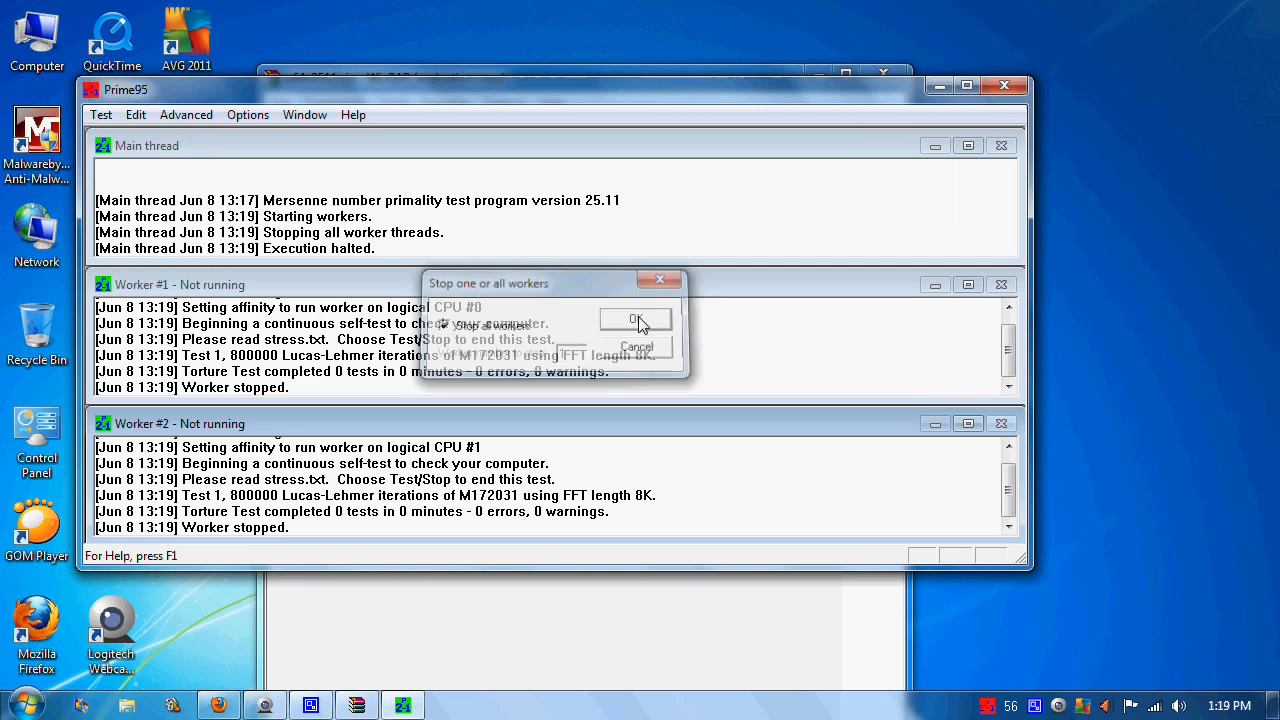 Computer
QuickTime
AVG 2011
Malwareby...
Anti-Malw...
Network
Recycle Bin
Control
Panel
GOM Player
Mozilla
Firefox
Logitech
Webca...
Prime95
Test Edit Advanced Options Window Help
Main thread
[Main thread Jun 8 13:17] Mersenne number primality test program version 25.11
[Main thread Jun 8 13:19] Starting workers.
[Main thread Jun 8 13:19] Stopping all worker threads.
[Main thread Jun 8 13:19] Execution halted.
Worker #1 - Not running
[Jun 8 13:19] Setting affinity to run worker on logical CPU #0
[Jun 8 13:19] Beginning a continuous self-test to check your computer.
[Jun 8 13:19] Please read stress.txt. Choose Test/Stop to end this test.
[Jun 8 13:19] Test 1, 800000 Lucas-Lehmer iterations of M172031 using FFT length 8K.
[Jun 8 13:19] Torture Test completed 0 tests in 0 minutes - 0 errors, 0 warnings.
[Jun 8 13:19] Worker stopped.
Stop one or all workers
Stop all workers
OK
Cancel
Worker #2 - Not running
[Jun 8 13:19] Setting affinity to run worker on logical CPU #1
[Jun 8 13:19] Beginning a continuous self-test to check your computer.
[Jun 8 13:19] Please read stress.txt. Choose Test/Stop to end this test.
[Jun 8 13:19] Test 1, 800000 Lucas-Lehmer iterations of M172031 using FFT length 8K.
[Jun 8 13:19] Torture Test completed 0 tests in 0 minutes - 0 errors, 0 warnings.
[Jun 8 13:19] Worker stopped.
For Help, press F1
56
1:19 PM